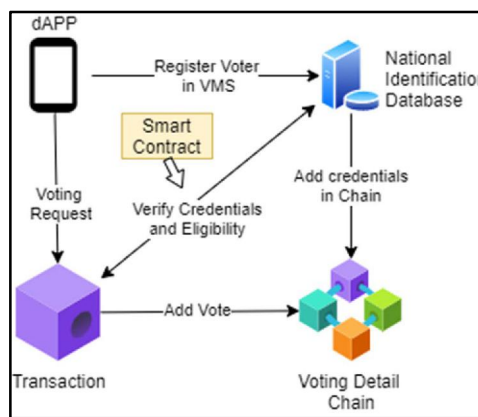 dAPP
Register Voter
in VMS
National
Identification
Database
Smart
Contract
Voting
Request
Verify Credentials
and Eligibility
Add credentials
in Chain
Add Vote
Transaction
Voting Detail
Chain